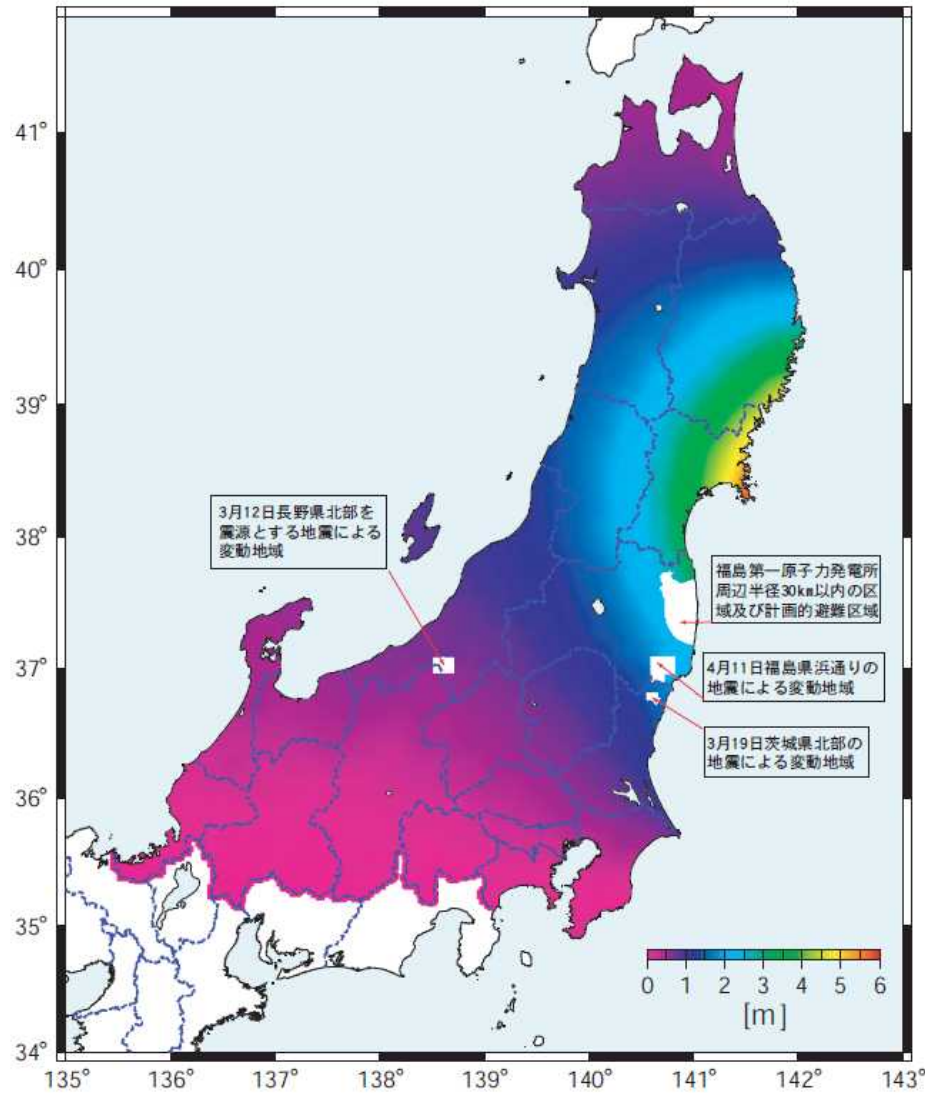 41°
40°
39°
38°
37°
36°
35°
34°
3月12日長野県北部を
震源とする地震による
変動地域
福島第一原子力発電所
周辺半径30km以内の区
域及び計画的避難区域
4月11日福島県浜通りの
地震による変動地域
3月19日茨城県北部の
地震による変動地域
0 1 2 3 4 5 6
[m]
135° 136° 137° 138° 139° 140° 141° 142° 143°